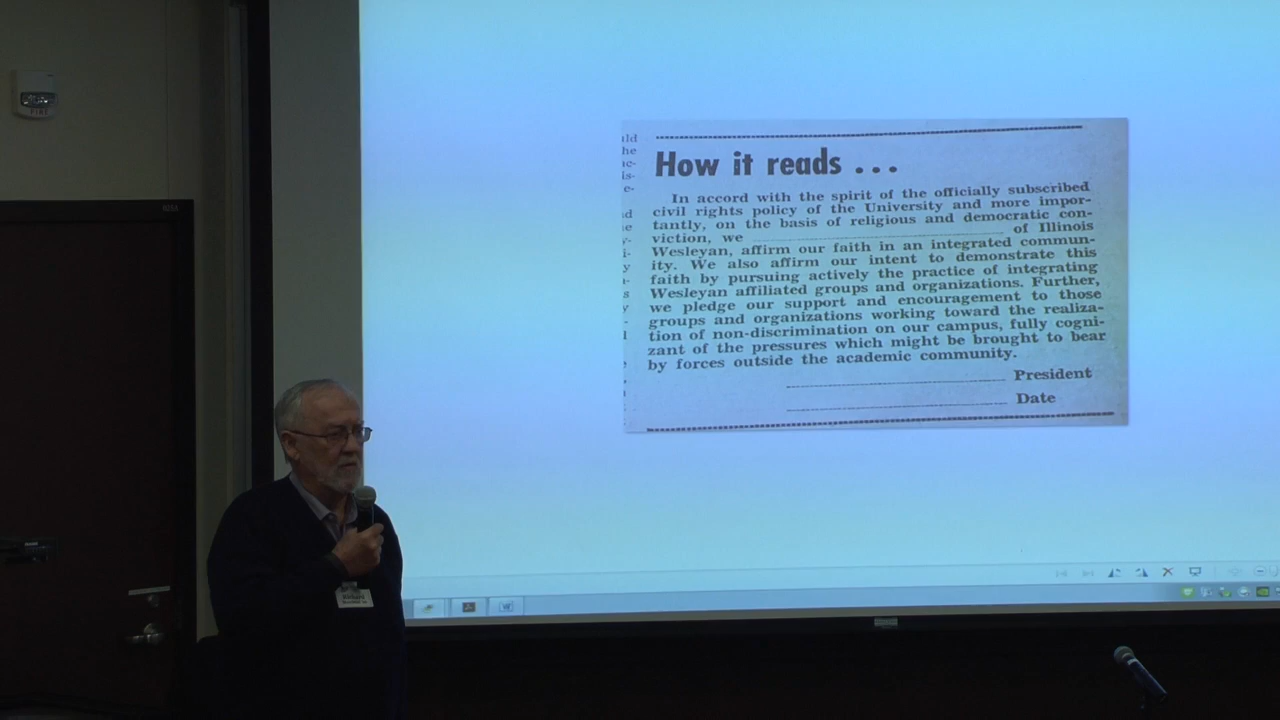 FIRE
ld
he
ac-
is-
e-
d
e
y-
i-
y
s
y
How it reads ...
In accord with the spirit of the officially subscribed
civil rights policy of the University and more impor-
tantly, on the basis of religious and democratic con-
viction, we of Illinois
Wesleyan, affirm our faith in an integrated commun-
ity. We also affirm our intent to demonstrate this
faith by pursuing actively the practice of integrating
Wesleyan affiliated groups and organizations. Further,
we pledge our support and encouragement to those
groups and organizations working toward the realiza-
tion of non-discrimination on our campus, fully cogni-
zant of the pressures which might be brought to bear
by forces outside the academic community.
President
Date